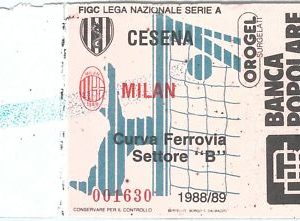 FIGC LEGA NAZIONALE SERIE A
CESENA
MILAN
Curva Ferrovia
Settore "B"
001630
1988/89
CONSERVARE PER IL CONTROLLO
OROGEL
SURGELATI
BANCA
POPOLARE